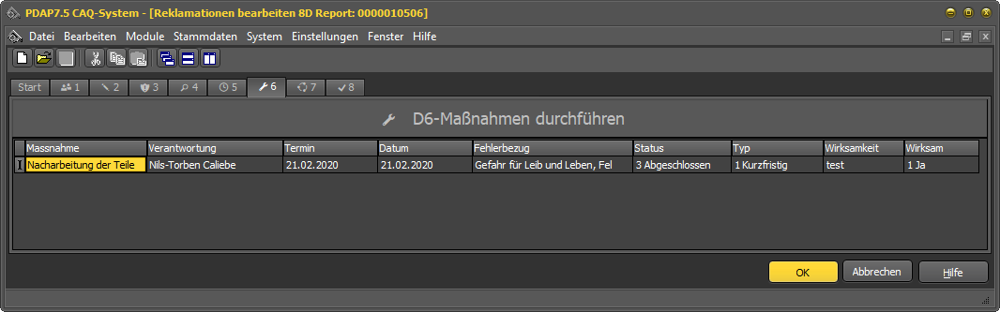 PDAP7.5 CAQ-System - [Reklamationen bearbeiten 8D Report: 0000010506]
Datei Bearbeiten Module Stammdaten System Einstellungen Fenster Hilfe
Start 1 2 3 4 5 6 7 8
D6-Maßnahmen durchführen
Massnahme Verantwortung Termin Datum Fehlerbezug Status Typ Wirksamkeit Wirksam
Nacharbeitung der Teile Nils-Torben Caliebe 21.02.2020 21.02.2020 Gefahr für Leib und Leben, Fel 3 Abgeschlossen 1 Kurzfristig test 1 Ja
OK Abbrechen Hilfe